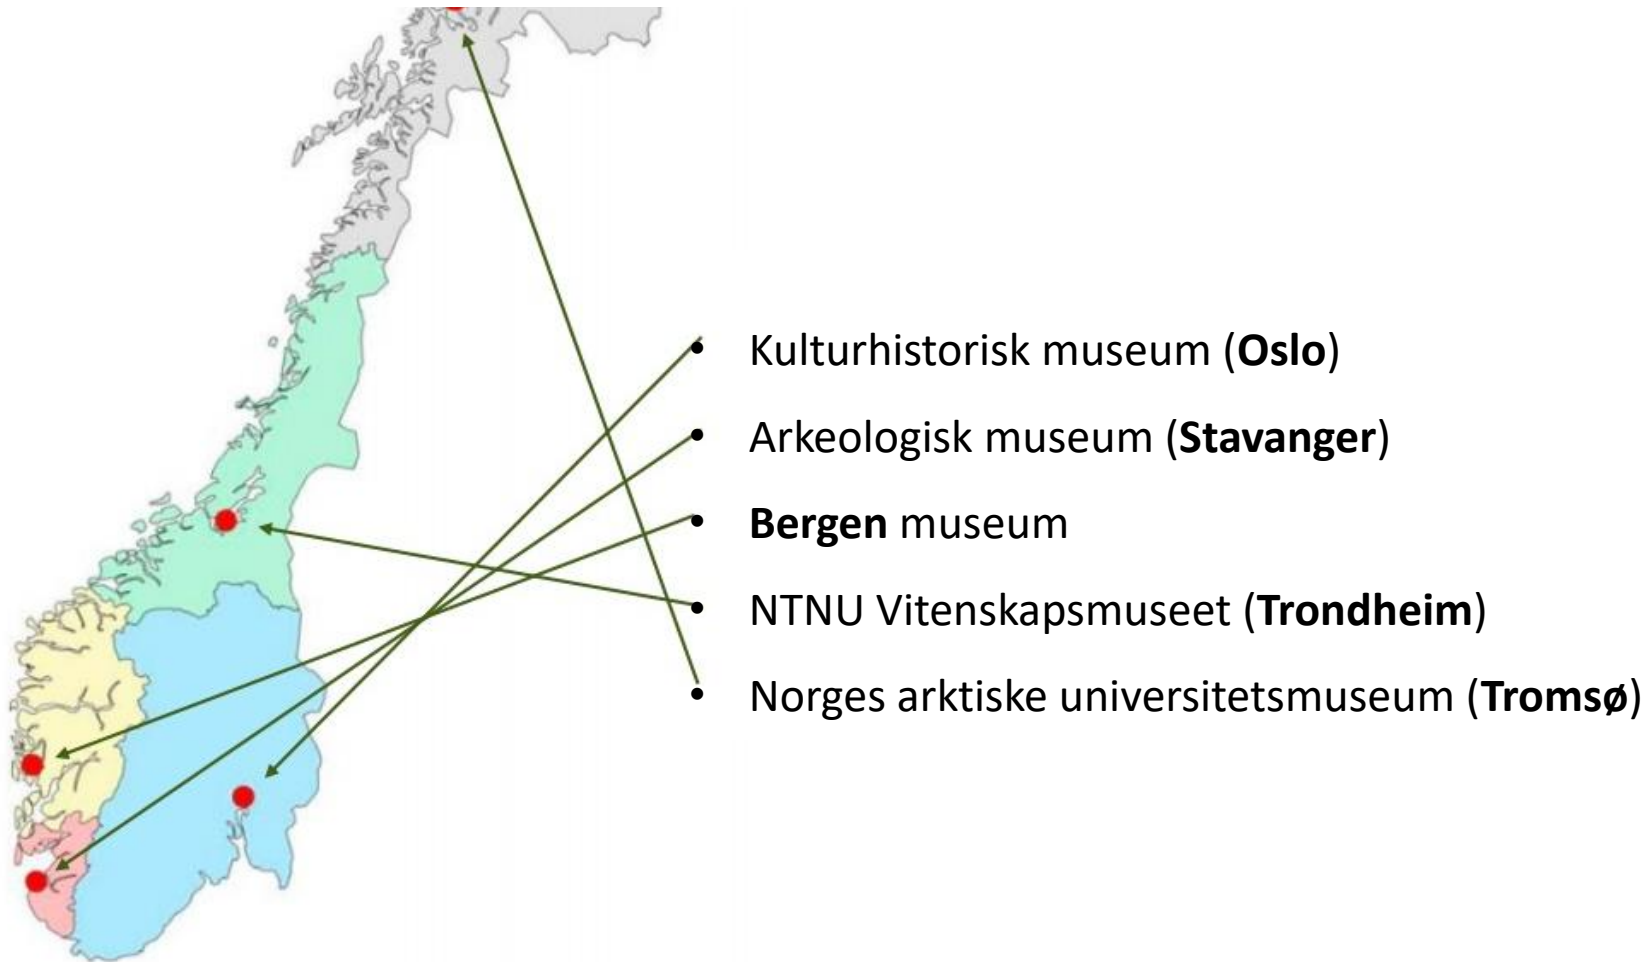 • Kulturhistorisk museum (Oslo)
• Arkeologisk museum (Stavanger)
• Bergen museum
• NTNU Vitenskapsmuseet (Trondheim)
• Norges arktiske universitetsmuseum (Tromsø)